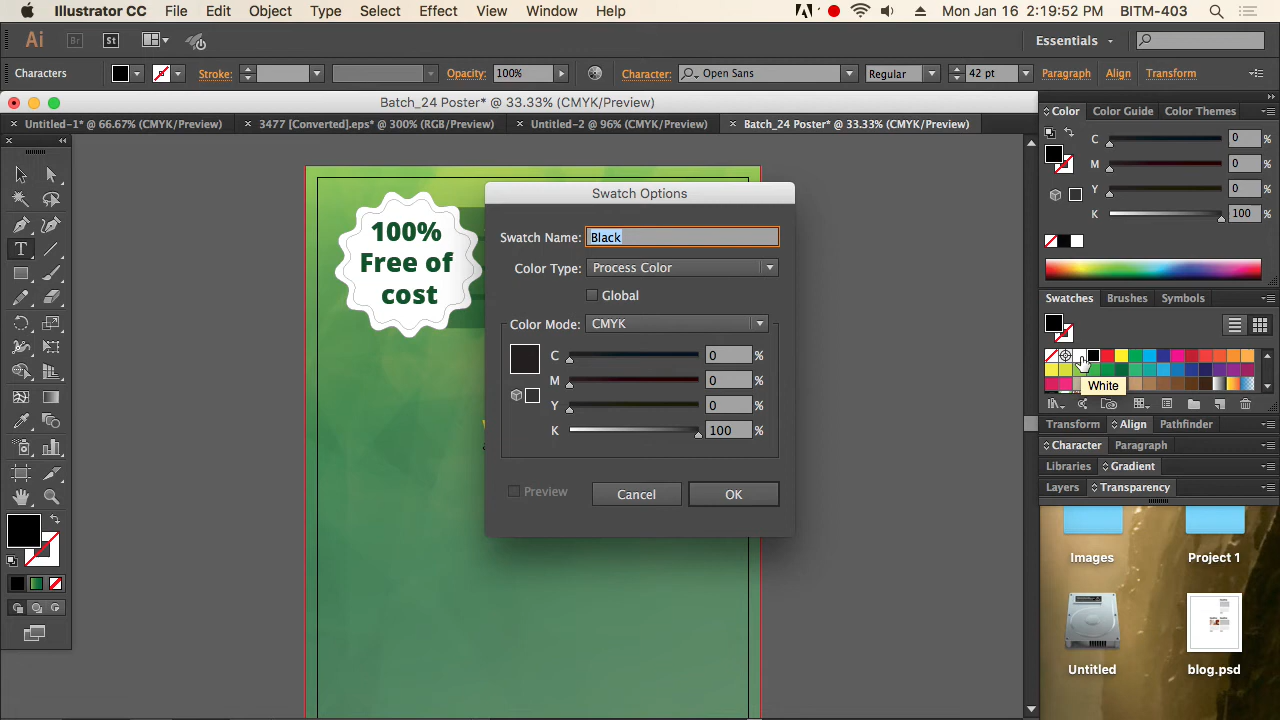 Illustrator CC File Edit Object Type Select Effect View Window Help Mon Jan 16 2:19:52 PM BITM-403
Ai Br St Essentials
Characters Stroke: Opacity: 100% Character: Open Sans Regular 42 pt Paragraph Align Transform
Batch_24 Poster* @ 33.33% (CMYK/Preview)
Untitled-1* @ 66.67% (CMYK/Preview) 3477 [Converted].eps* @ 300% (RGB/Preview) Untitled-2 @ 96% (CMYK/Preview) Batch_24 Poster* @ 33.33% (CMYK/Preview)
Color Color Guide Color Themes
C 0 %
M 0 %
Y 0 %
K 100 %
Swatches Brushes Symbols
White
Transform Align Pathfinder
Character Paragraph
Libraries Gradient
Layers Transparency
Images Project 1
Untitled blog.psd
T
100%
Free of
cost
Swatch Options
Swatch Name: Black
Color Type: Process Color
Global
Color Mode: CMYK
C 0 %
M 0 %
Y 0 %
K 100 %
Preview Cancel OK